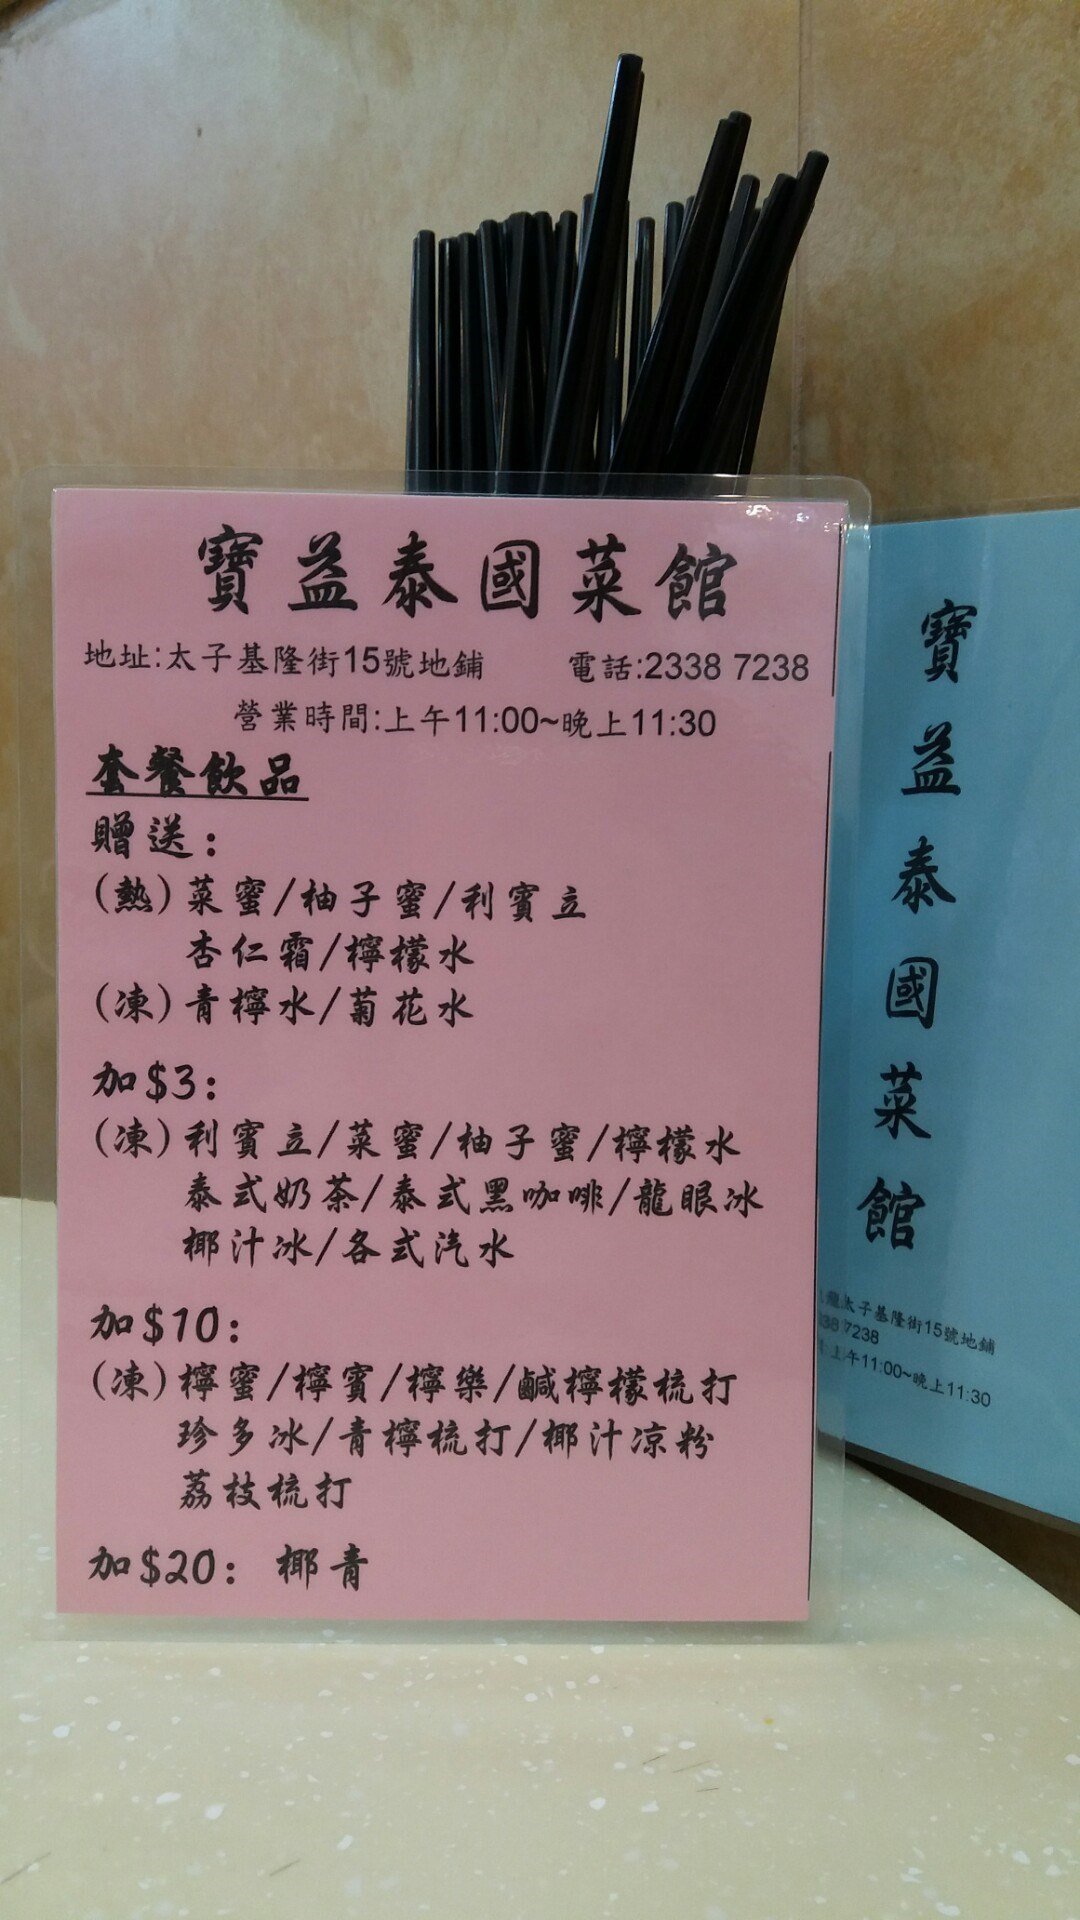 寶益泰國菜館
地址:太子基隆街15號地鋪 電話:2338 7238
營業時間:上午11:00~晚上11:30
套餐飲品
贈送:
(熱)菜蜜/柚子蜜/利賓立
杏仁霜/檸檬水
(凍)青檸水/菊花水
加$3:
(凍)利賓立/菜蜜/柚子蜜/檸檬水
泰式奶茶/泰式黑咖啡/龍眼冰
椰汁冰/各式汽水
加$10:
(凍)檸蜜/檸賓/檸樂/鹹檸檬梳打
珍多冰/青檸梳打/椰汁凉粉
荔枝梳打
加$20: 椰青
寶益泰國菜館
龍太子基隆街15號地鋪
38 7238
上午11:00~晚上11:30